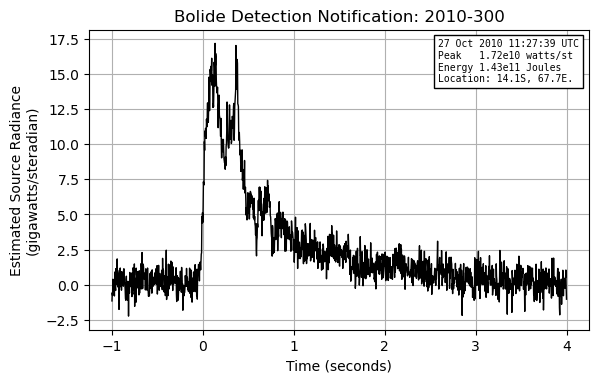 Bolide Detection Notification: 2010-300
27 Oct 2010 11:27:39 UTC
Peak   1.72e10 watts/st
Energy 1.43e11 Joules
Location: 14.1S, 67.7E.
Estimated Source Radiance
(gigawatts/steradian)
17.5
15.0
12.5
10.0
7.5
5.0
2.5
0.0
−2.5
−1 0 1 2 3 4
Time (seconds)